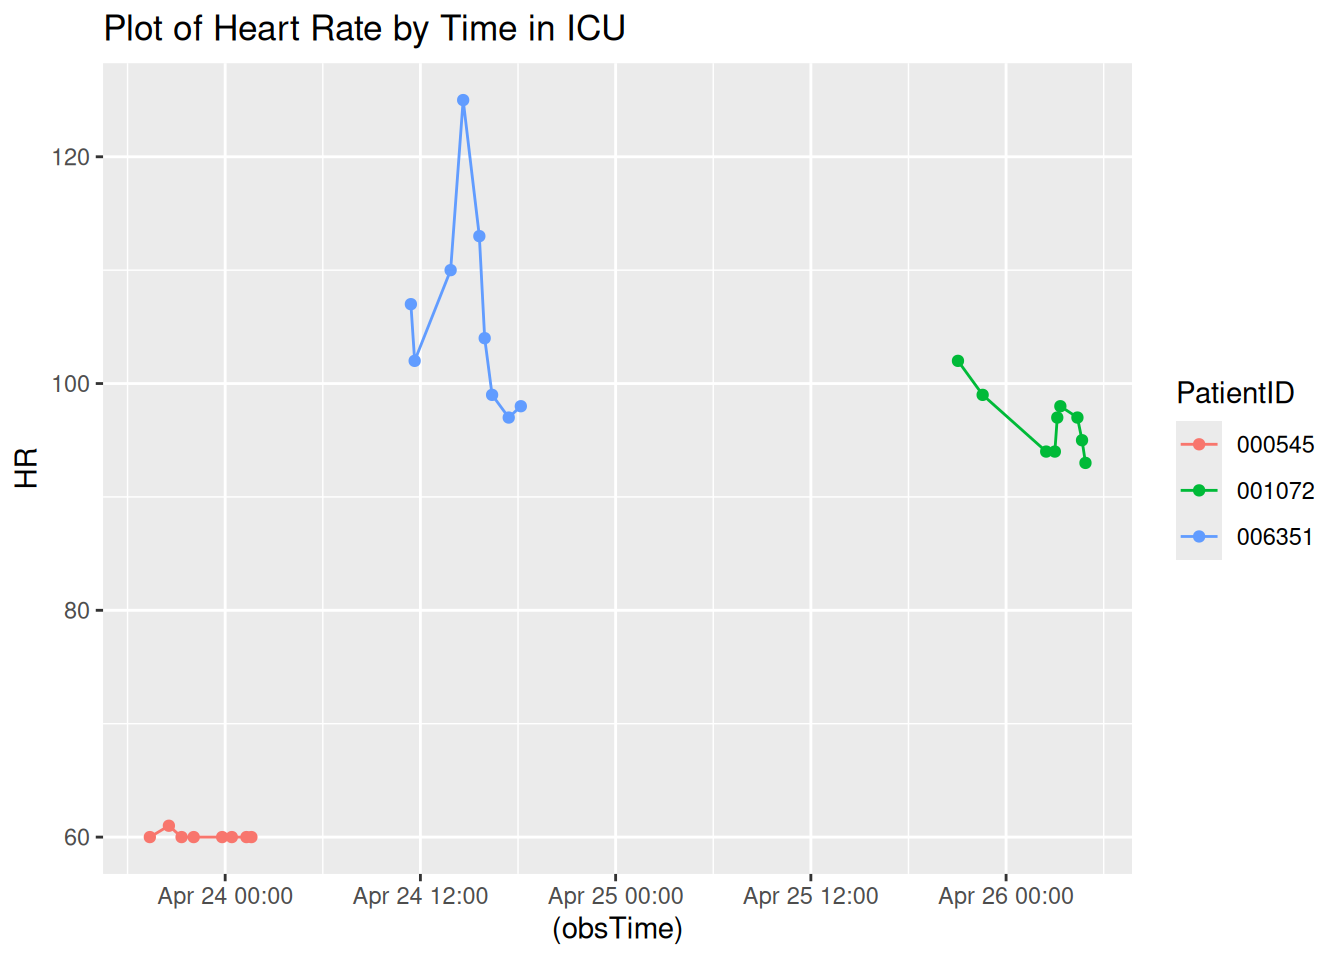 Plot of Heart Rate by Time in ICU
120
100
80
60
HR
Apr 24 00:00
Apr 24 12:00
Apr 25 00:00
Apr 25 12:00
Apr 26 00:00
(obsTime)
PatientID
000545
001072
006351